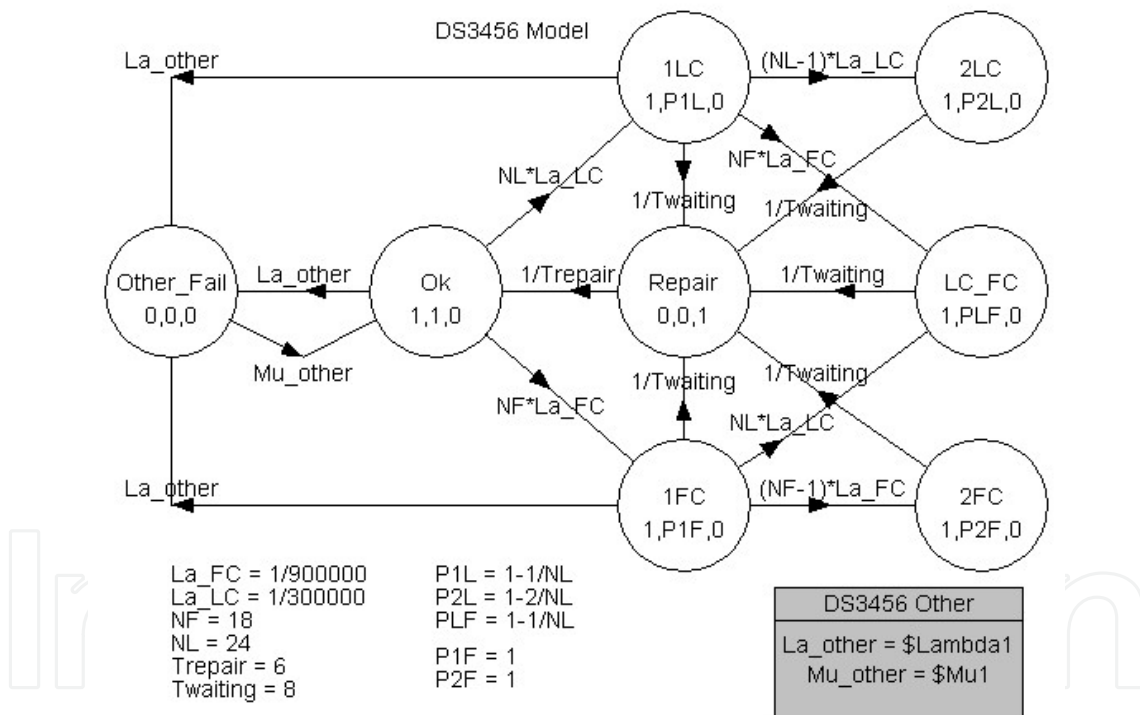 DS3456 Model
La_other
1LC
1,P1L,0
(NL-1)*La_LC
2LC
1,P2L,0
NL*La_LC
NF*La_FC
1/Twaiting
1/Twaiting
Other_Fail
0,0,0
La_other
Ok
1,1,0
1/Trepair
Repair
0,0,1
1/Twaiting
LC_FC
1,PLF,0
Mu_other
1/Twaiting
1/Twaiting
NF*La_FC
NL*La_LC
La_other
1FC
1,P1F,0
(NF-1)*La_FC
2FC
1,P2F,0
La_FC = 1/900000
La_LC = 1/300000
NF = 18
NL = 24
Trepair = 6
Twaiting = 8
P1L = 1-1/NL
P2L = 1-2/NL
PLF = 1-1/NL
P1F = 1
P2F = 1
DS3456 Other
La_other = $Lambda1
Mu_other = $Mu1